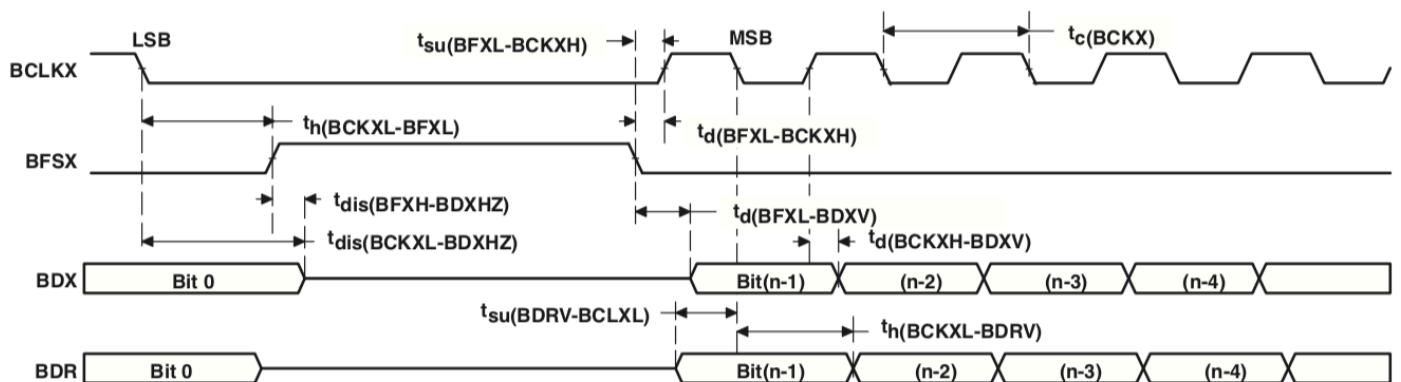 LSB
tsu(BFXL-BCKXH)
MSB
tc(BCKX)
BCLKX
th(BCKXL-BFXL)
td(BFXL-BCKXH)
BFSX
tdis(BFXH-BDXHZ)
td(BFXL-BDXV)
tdis(BCKXL-BDXHZ)
td(BCKXH-BDXV)
BDX Bit 0 Bit(n-1) (n-2) (n-3) (n-4)
tsu(BDRV-BCLXL)
th(BCKXL-BDRV)
BDR Bit 0 Bit(n-1) (n-2) (n-3) (n-4)